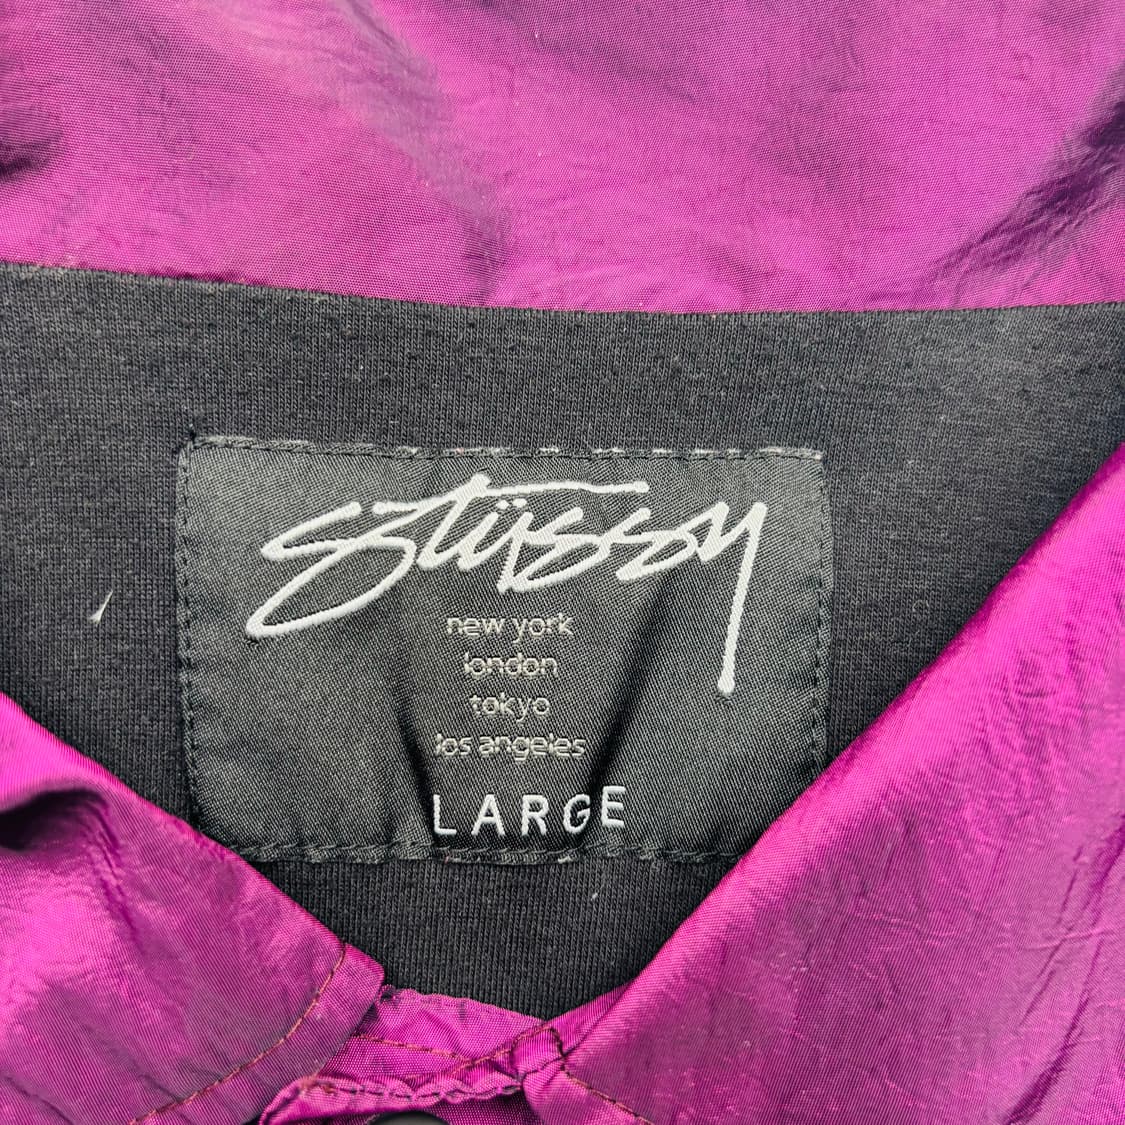 stüssy
new york
london
tokyo
los angeles
LARGE